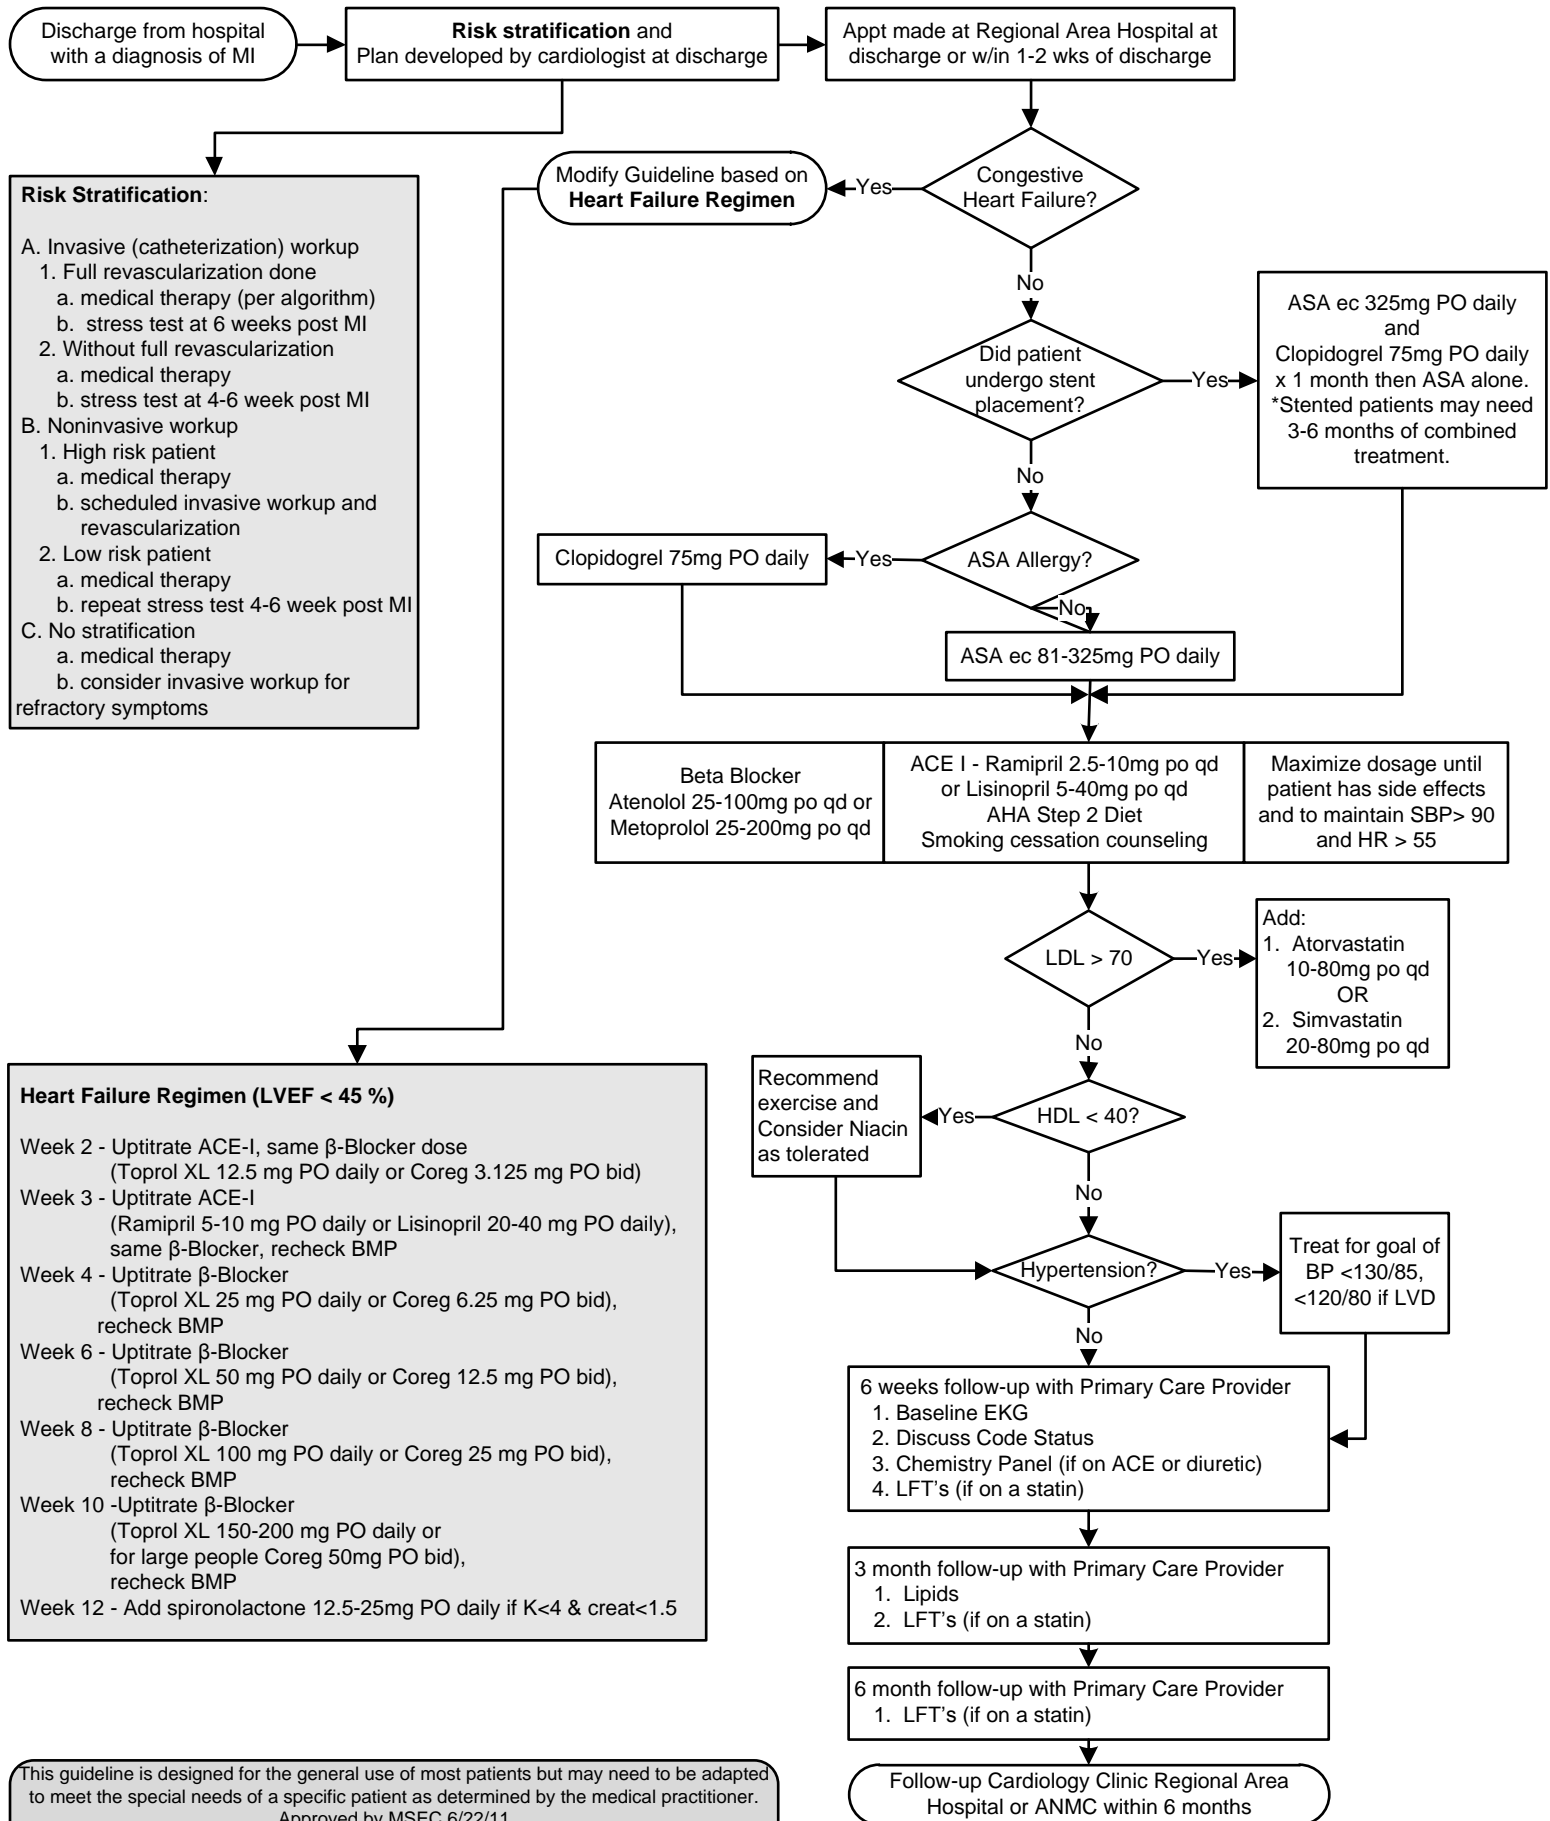 Discharge from hospital
with a diagnosis of MI
Risk stratification and
Plan developed by cardiologist at discharge
Appt made at Regional Area Hospital at
discharge or w/in 1-2 wks of discharge
Risk Stratification:
A. Invasive (catheterization) workup
1. Full revascularization done
a. medical therapy (per algorithm)
b. stress test at 6 weeks post MI
2. Without full revascularization
a. medical therapy
b. stress test at 4-6 week post MI
B. Noninvasive workup
1. High risk patient
a. medical therapy
b. scheduled invasive workup and
revascularization
2. Low risk patient
a. medical therapy
b. repeat stress test 4-6 week post MI
C. No stratification
a. medical therapy
b. consider invasive workup for
refractory symptoms
Modify Guideline based on
Heart Failure Regimen
Yes
Congestive
Heart Failure?
No
Did patient
undergo stent
placement?
Yes
ASA ec 325mg PO daily
and
Clopidogrel 75mg PO daily
x 1 month then ASA alone.
*Stented patients may need
3-6 months of combined
treatment.
No
Clopidogrel 75mg PO daily
Yes
ASA Allergy?
No
ASA ec 81-325mg PO daily
Beta Blocker
Atenolol 25-100mg po qd or
Metoprolol 25-200mg po qd
ACE I - Ramipril 2.5-10mg po qd
or Lisinopril 5-40mg po qd
AHA Step 2 Diet
Smoking cessation counseling
Maximize dosage until
patient has side effects
and to maintain SBP> 90
and HR > 55
LDL > 70
Yes
Add:
1. Atorvastatin
10-80mg po qd
OR
2. Simvastatin
20-80mg po qd
No
Recommend
exercise and
Consider Niacin
as tolerated
Yes
HDL < 40?
No
Hypertension?
Yes
Treat for goal of
BP <130/85,
<120/80 if LVD
No
Heart Failure Regimen (LVEF < 45 %)
Week 2 - Uptitrate ACE-I, same β-Blocker dose
(Toprol XL 12.5 mg PO daily or Coreg 3.125 mg PO bid)
Week 3 - Uptitrate ACE-I
(Ramipril 5-10 mg PO daily or Lisinopril 20-40 mg PO daily),
same β-Blocker, recheck BMP
Week 4 - Uptitrate β-Blocker
(Toprol XL 25 mg PO daily or Coreg 6.25 mg PO bid),
recheck BMP
Week 6 - Uptitrate β-Blocker
(Toprol XL 50 mg PO daily or Coreg 12.5 mg PO bid),
recheck BMP
Week 8 - Uptitrate β-Blocker
(Toprol XL 100 mg PO daily or Coreg 25 mg PO bid),
recheck BMP
Week 10 -Uptitrate β-Blocker
(Toprol XL 150-200 mg PO daily or
for large people Coreg 50mg PO bid),
recheck BMP
Week 12 - Add spironolactone 12.5-25mg PO daily if K<4 & creat<1.5
6 weeks follow-up with Primary Care Provider
1. Baseline EKG
2. Discuss Code Status
3. Chemistry Panel (if on ACE or diuretic)
4. LFT's (if on a statin)
3 month follow-up with Primary Care Provider
1. Lipids
2. LFT's (if on a statin)
6 month follow-up with Primary Care Provider
1. LFT's (if on a statin)
Follow-up Cardiology Clinic Regional Area
Hospital or ANMC within 6 months
This guideline is designed for the general use of most patients but may need to be adapted
to meet the special needs of a specific patient as determined by the medical practitioner.
Approved by MSEC 6/22/11